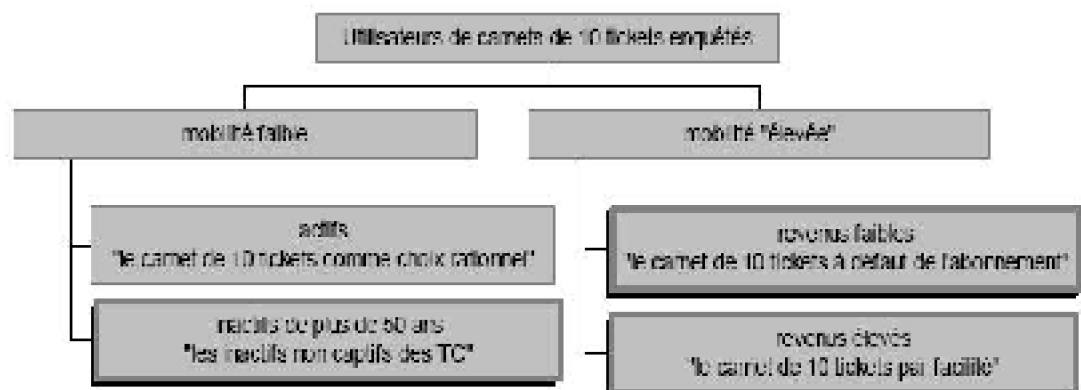 Utilisateurs de carnets de 10 tickets enquêtés
mobilité faible
mobilité "élevée"
actifs
"le carnet de 10 tickets comme choix rationnel"
inactifs de plus de 50 ans
"les inactifs non captifs des TC"
revenus faibles
"le carnet de 10 tickets à défaut de l'abonnement"
revenus élevés
"le carnet de 10 tickets par facilité"